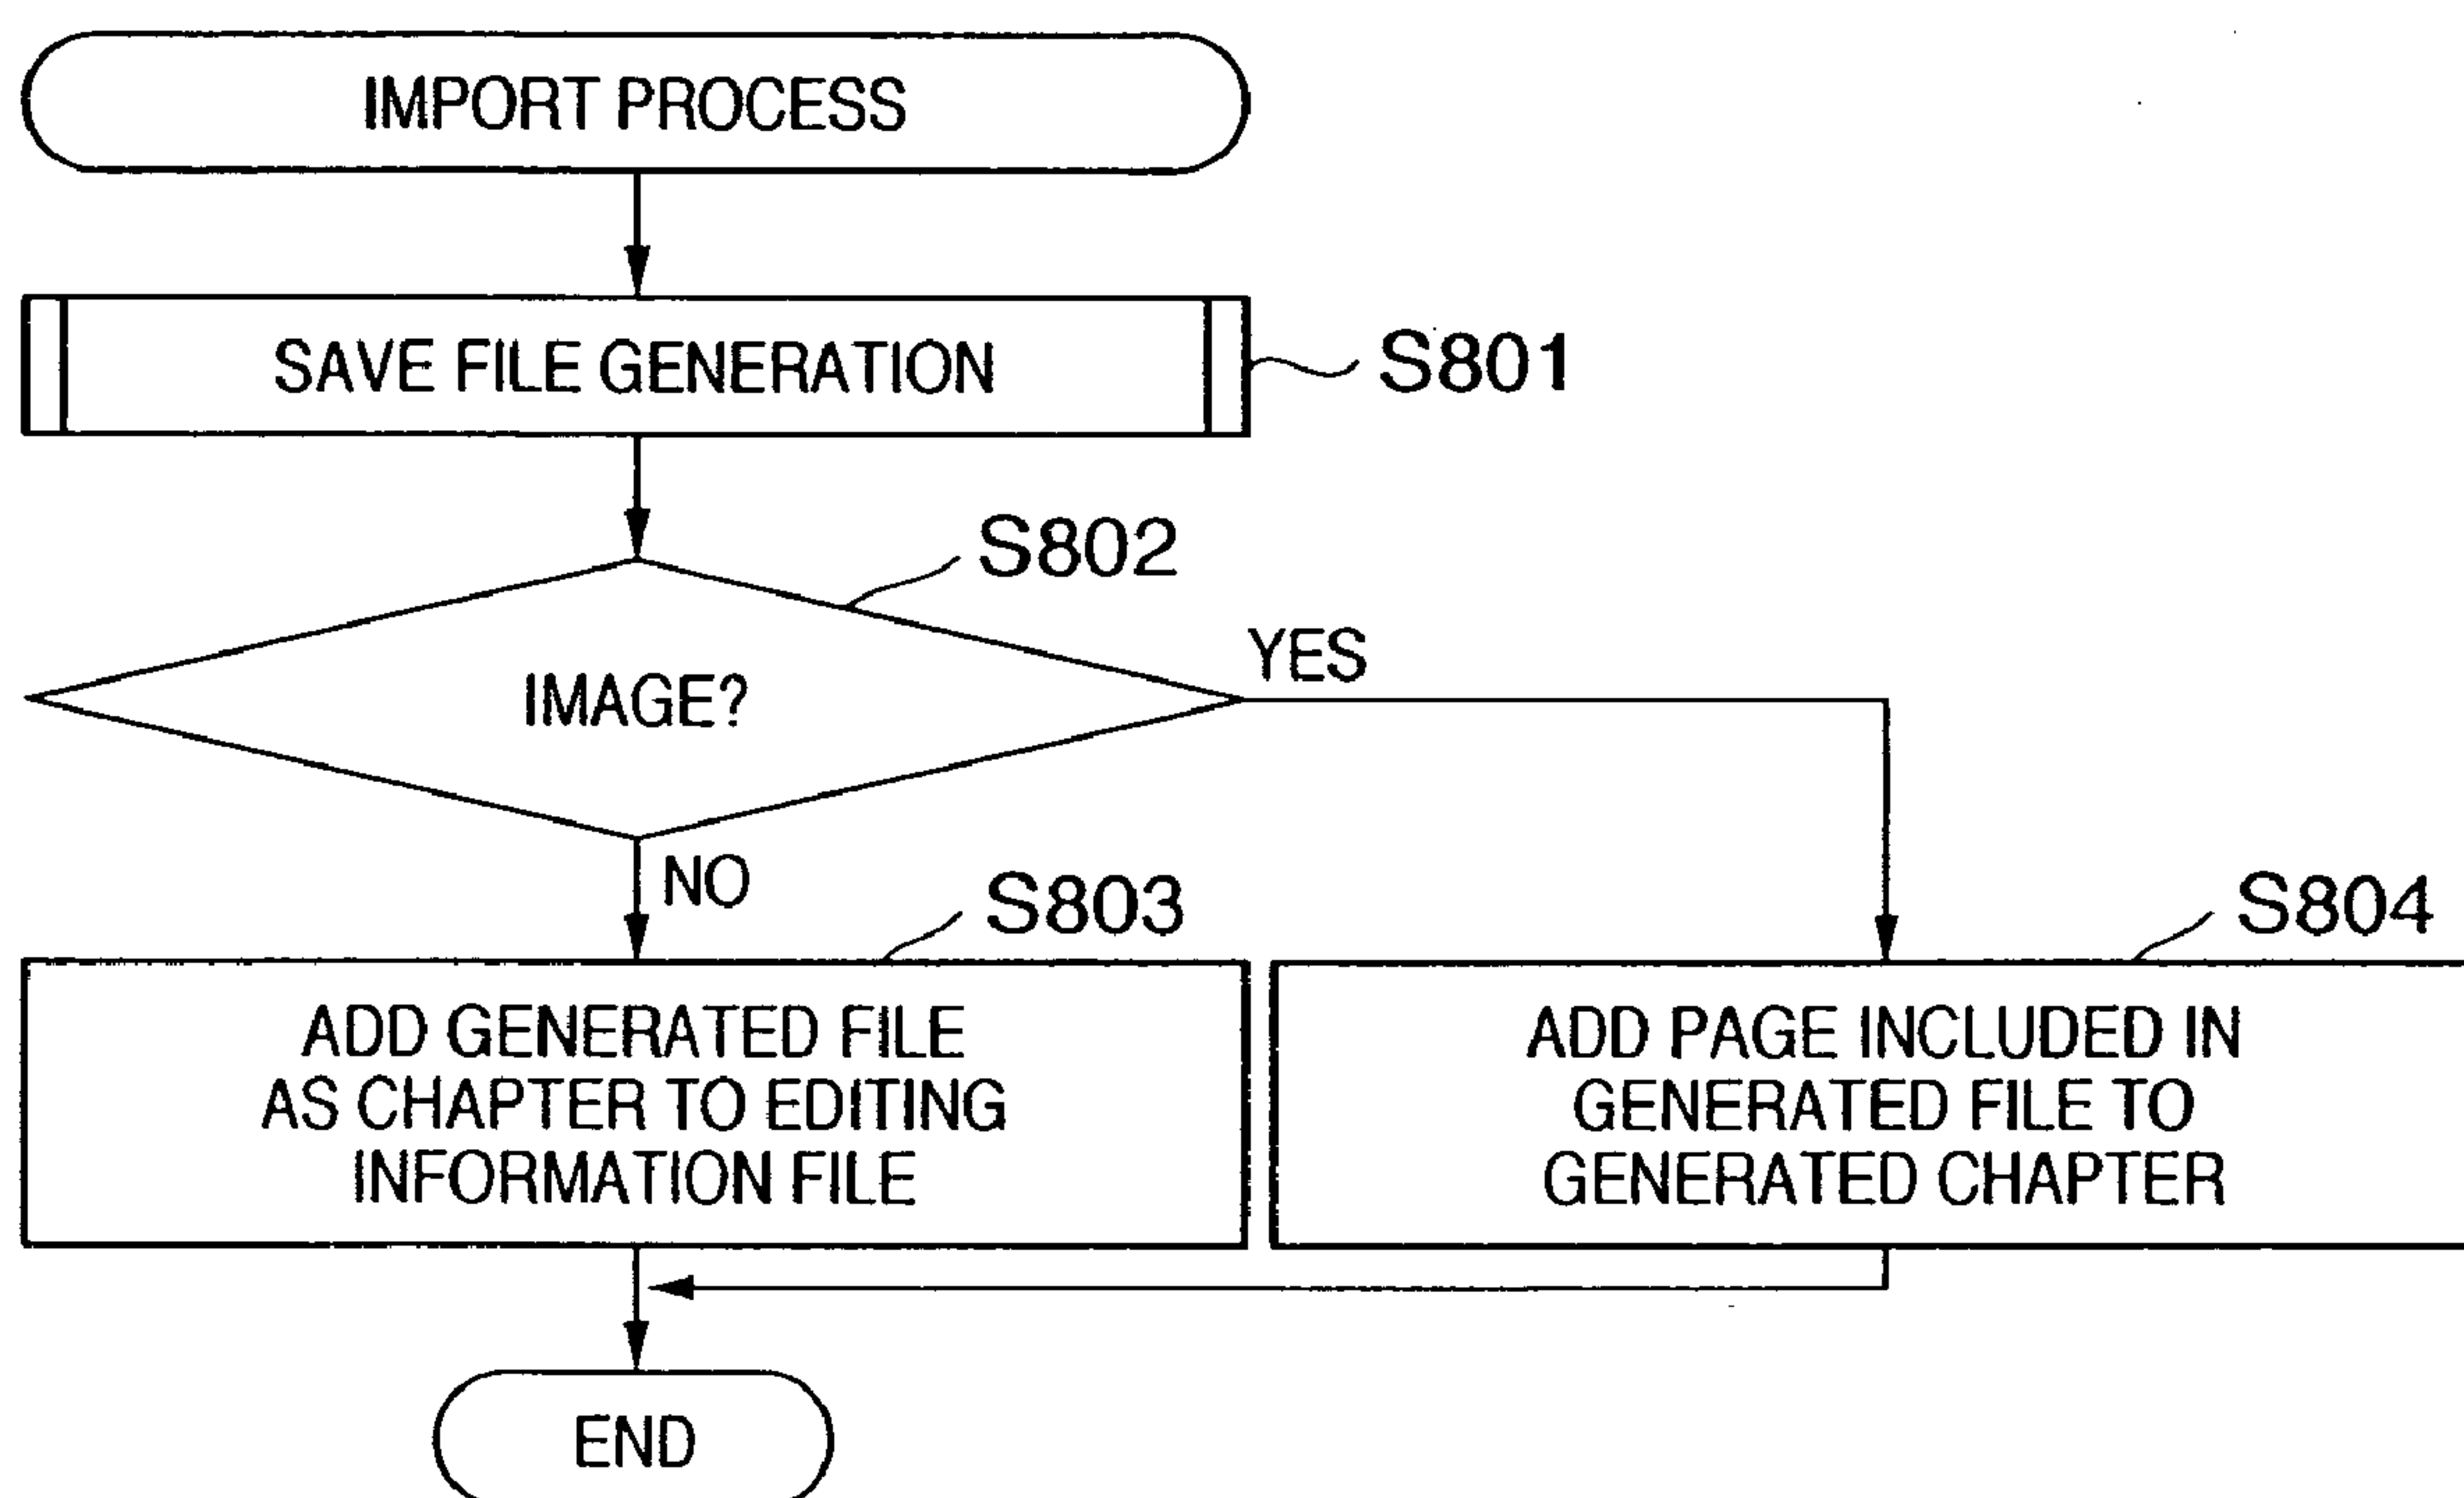 IMPORT PROCESS
SAVE FILE GENERATION
S801
S802
IMAGE?
YES
NO
S803
ADD GENERATED FILE
AS CHAPTER TO EDITING
INFORMATION FILE
S804
ADD PAGE INCLUDED IN
GENERATED FILE TO
GENERATED CHAPTER
END